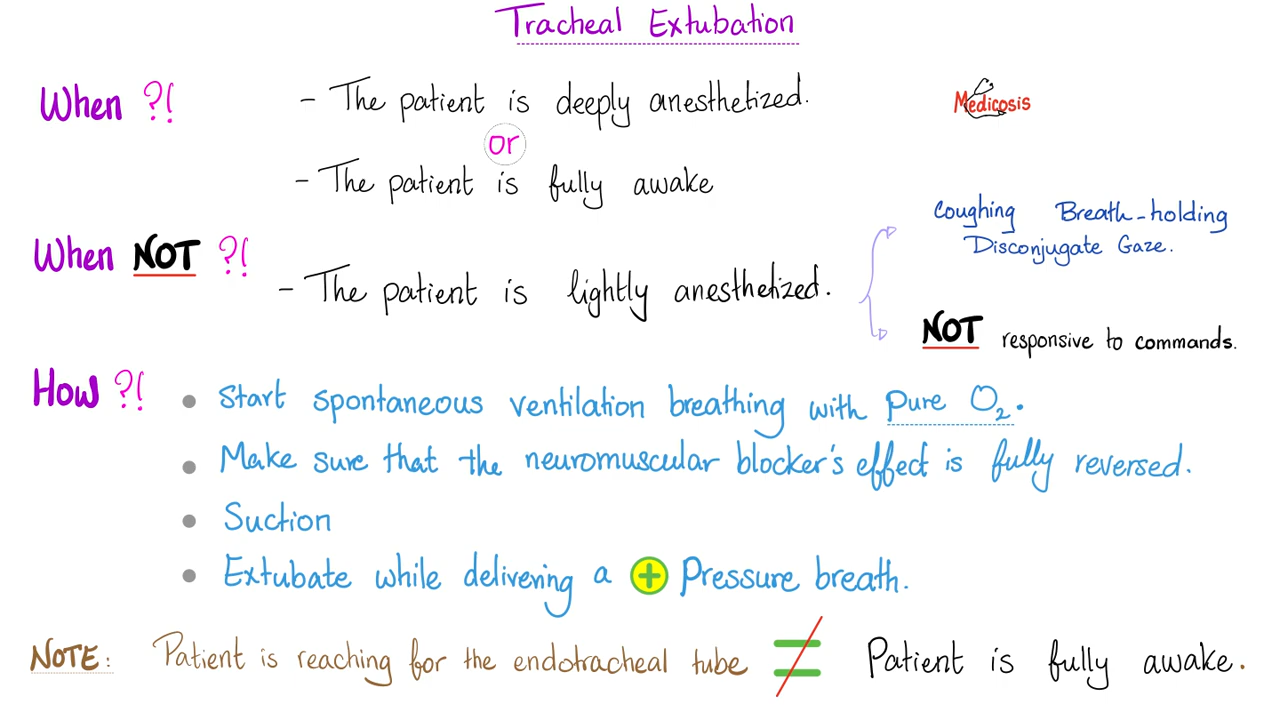 Tracheal Extubation
When ?!
- The patient is deeply anesthetized.
or
- The patient is fully awake
Medicosis
When NOT ?!
- The patient is lightly anesthetized.
Coughing Breath-holding
Disconjugate Gaze.
NOT responsive to commands.
How ?!
• Start spontaneous ventilation breathing with pure O₂.
• Make sure that the neuromuscular blocker's effect is fully reversed.
• Suction
• Extubate while delivering a + Pressure breath.
NOTE: Patient is reaching for the endotracheal tube ≠ Patient is fully awake.